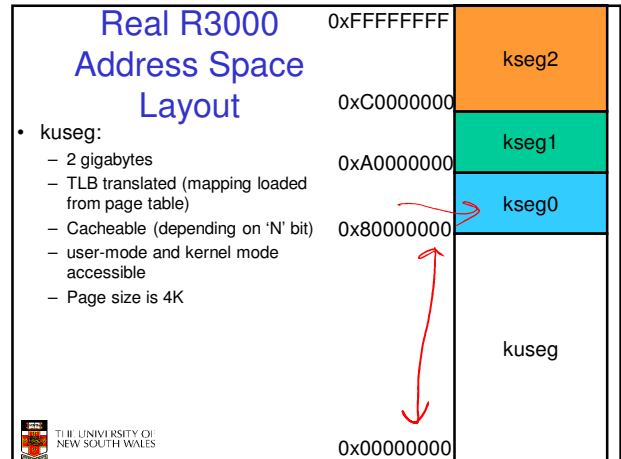 Real R3000
Address Space
Layout
• kuseg:
– 2 gigabytes
– TLB translated (mapping loaded
from page table)
– Cacheable (depending on ‘N’ bit)
– user-mode and kernel mode
accessible
– Page size is 4K
0xFFFFFFFF
kseg2
0xC0000000
kseg1
0xA0000000
kseg0
0x80000000
kuseg
0x00000000
THE UNIVERSITY OF
NEW SOUTH WALES